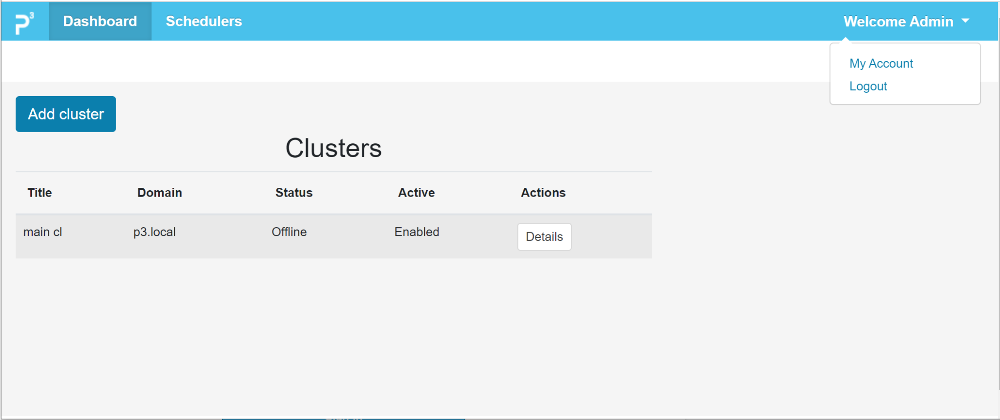 P3 Dashboard Schedulers Welcome Admin
My Account
Logout
Add cluster
Clusters
Title Domain Status Active Actions
main cl p3.local Offline Enabled Details